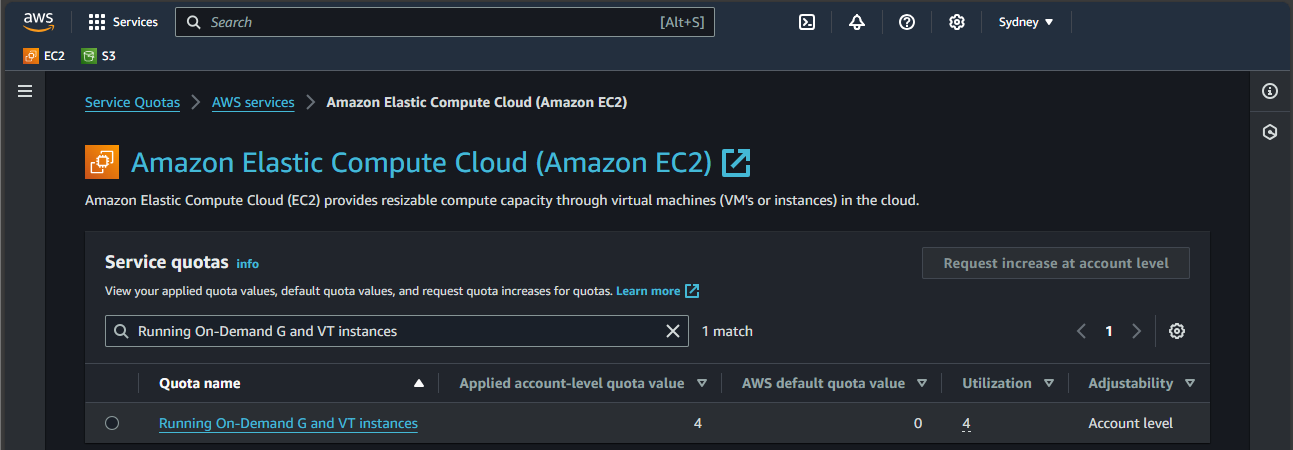 aws Services Search [Alt+S] Sydney
EC2 S3
Service Quotas AWS services Amazon Elastic Compute Cloud (Amazon EC2)
Amazon Elastic Compute Cloud (Amazon EC2)
Amazon Elastic Compute Cloud (EC2) provides resizable compute capacity through virtual machines (VM's or instances) in the cloud.
Service quotas info Request increase at account level
View your applied quota values, default quota values, and request quota increases for quotas. Learn more
Running On-Demand G and VT instances 1 match 1
Quota name Applied account-level quota value AWS default quota value Utilization Adjustability
Running On-Demand G and VT instances 4 0 4 Account level